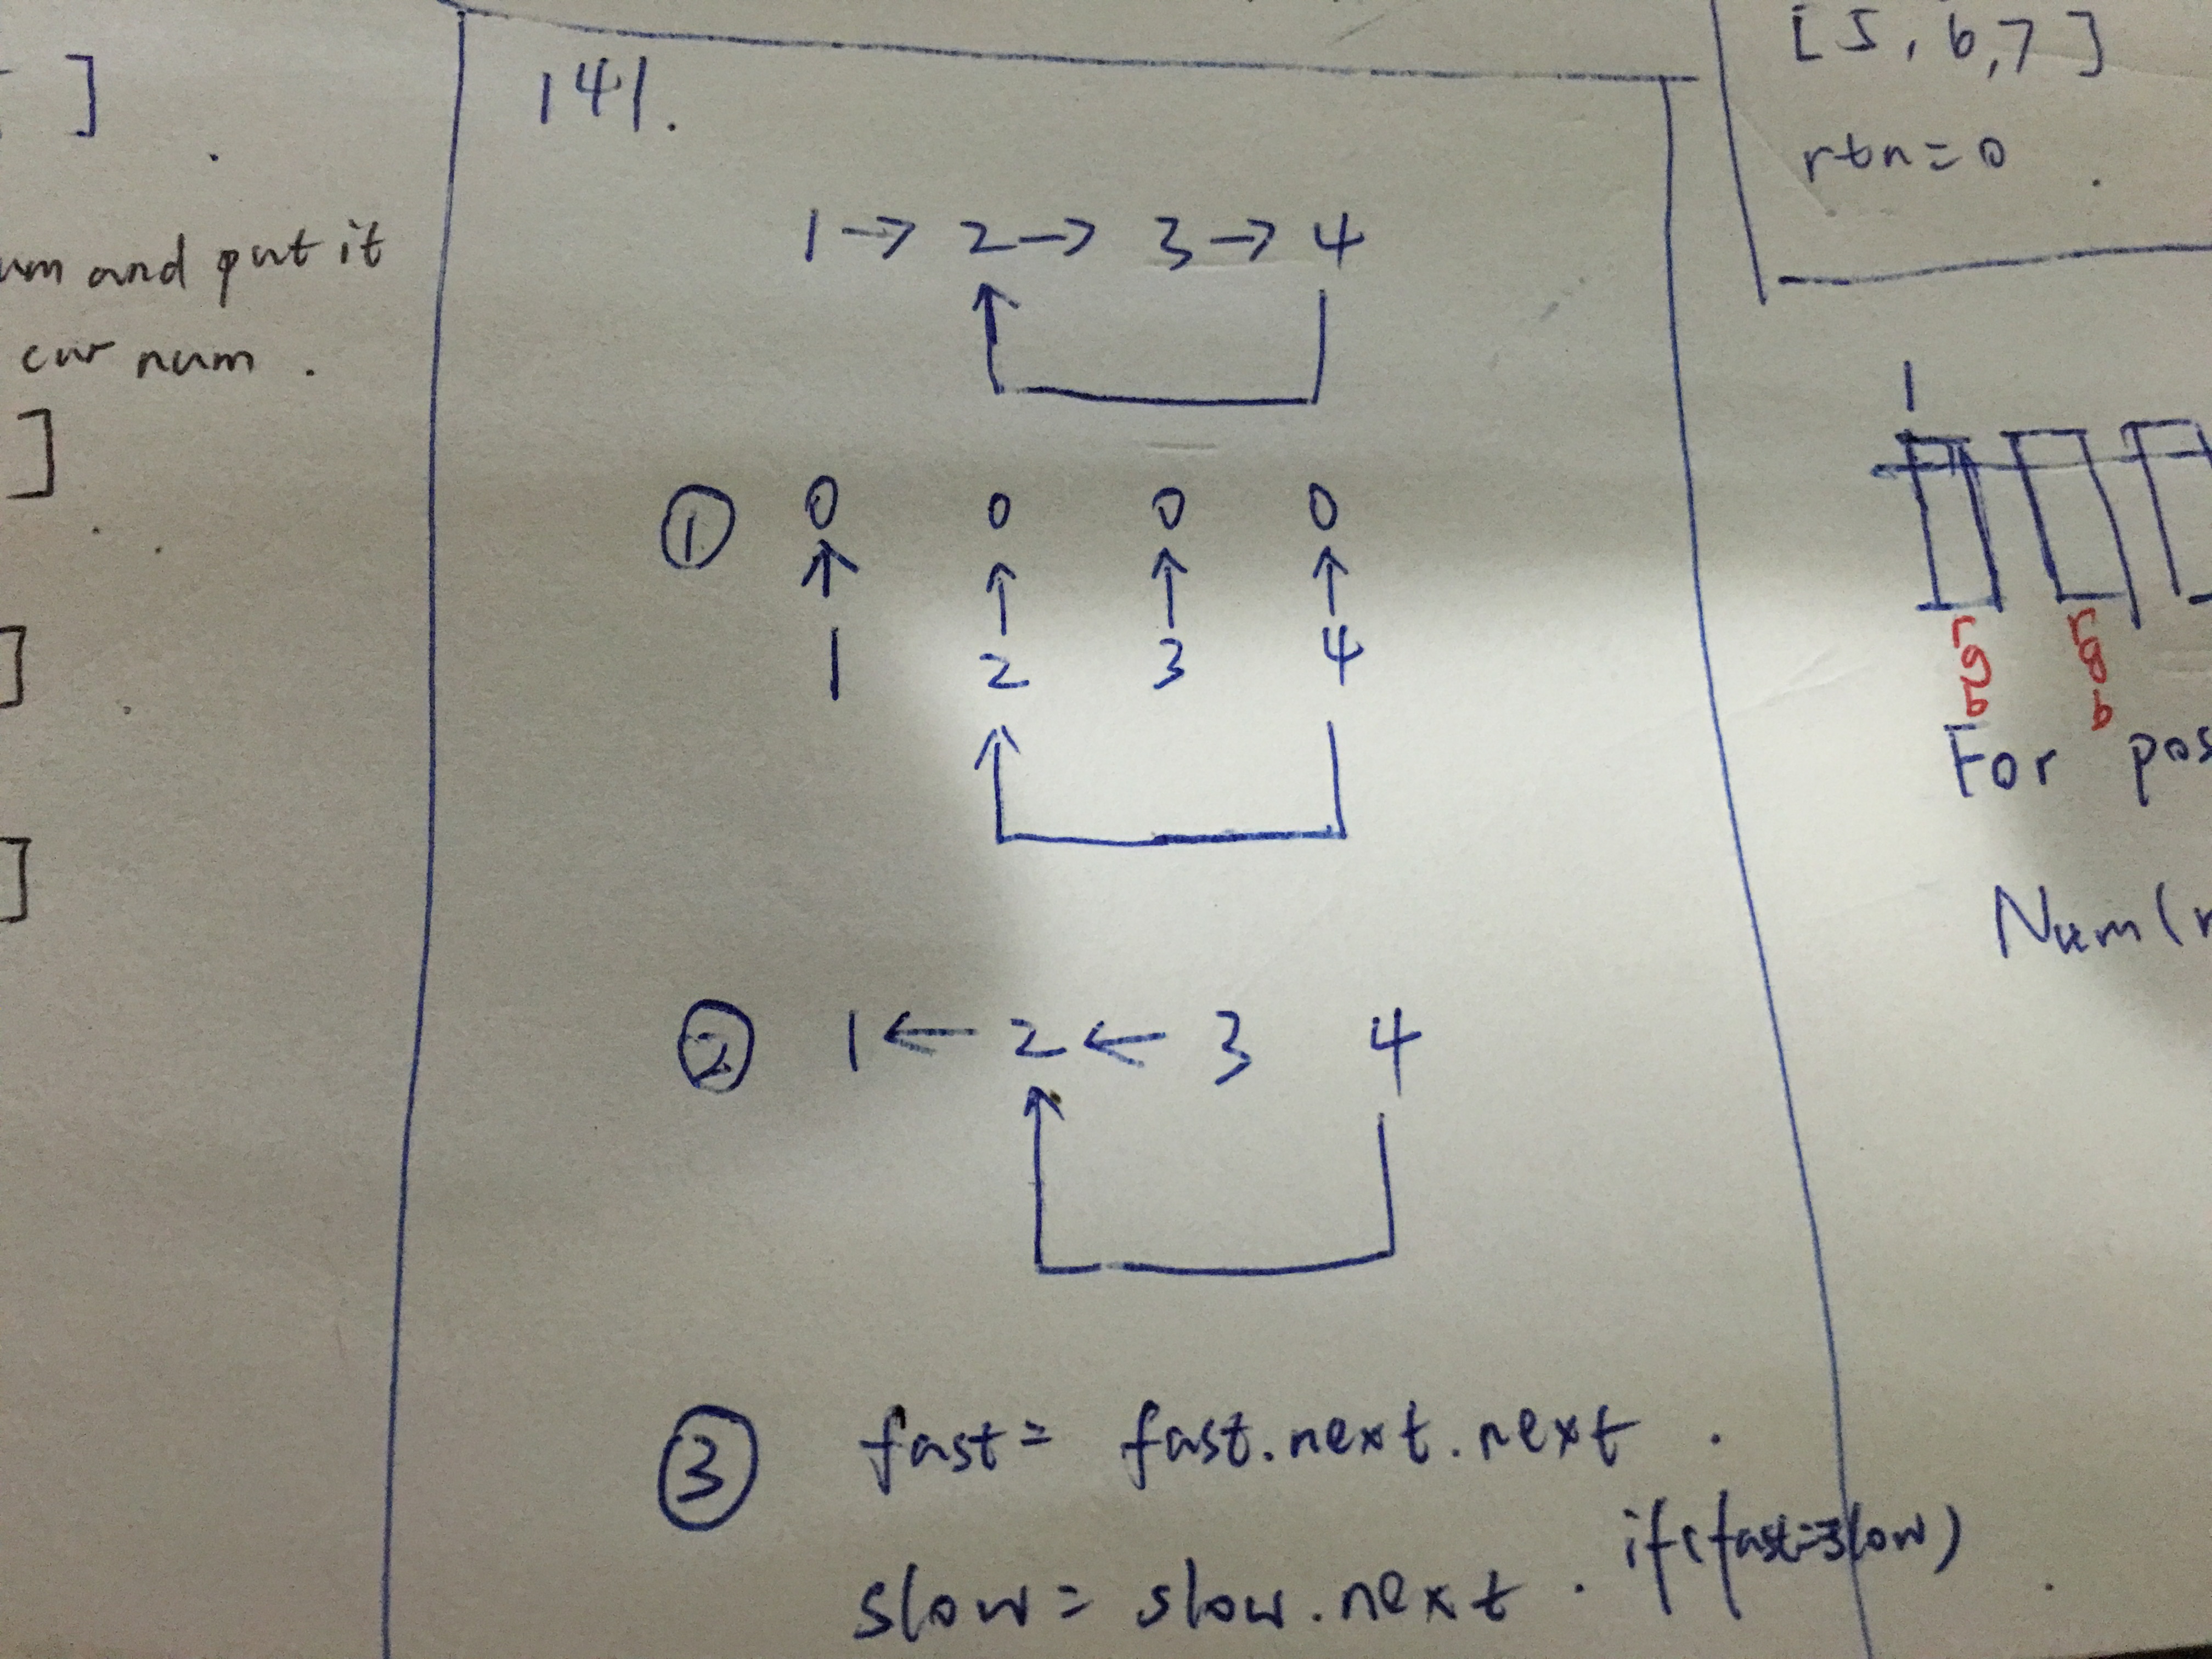 ]
um and put it
cur num .
]
]
]
141.
1 → 2 → 3 → 4
① 0 0 0 0
1 2 3 4
② 1 ← 2 ← 3 4
③ fast = fast.next.next .
slow = slow.next . if(fast=slow)
[5,6,7]
rtn=0
1
rgb rgb
For pos
Num(